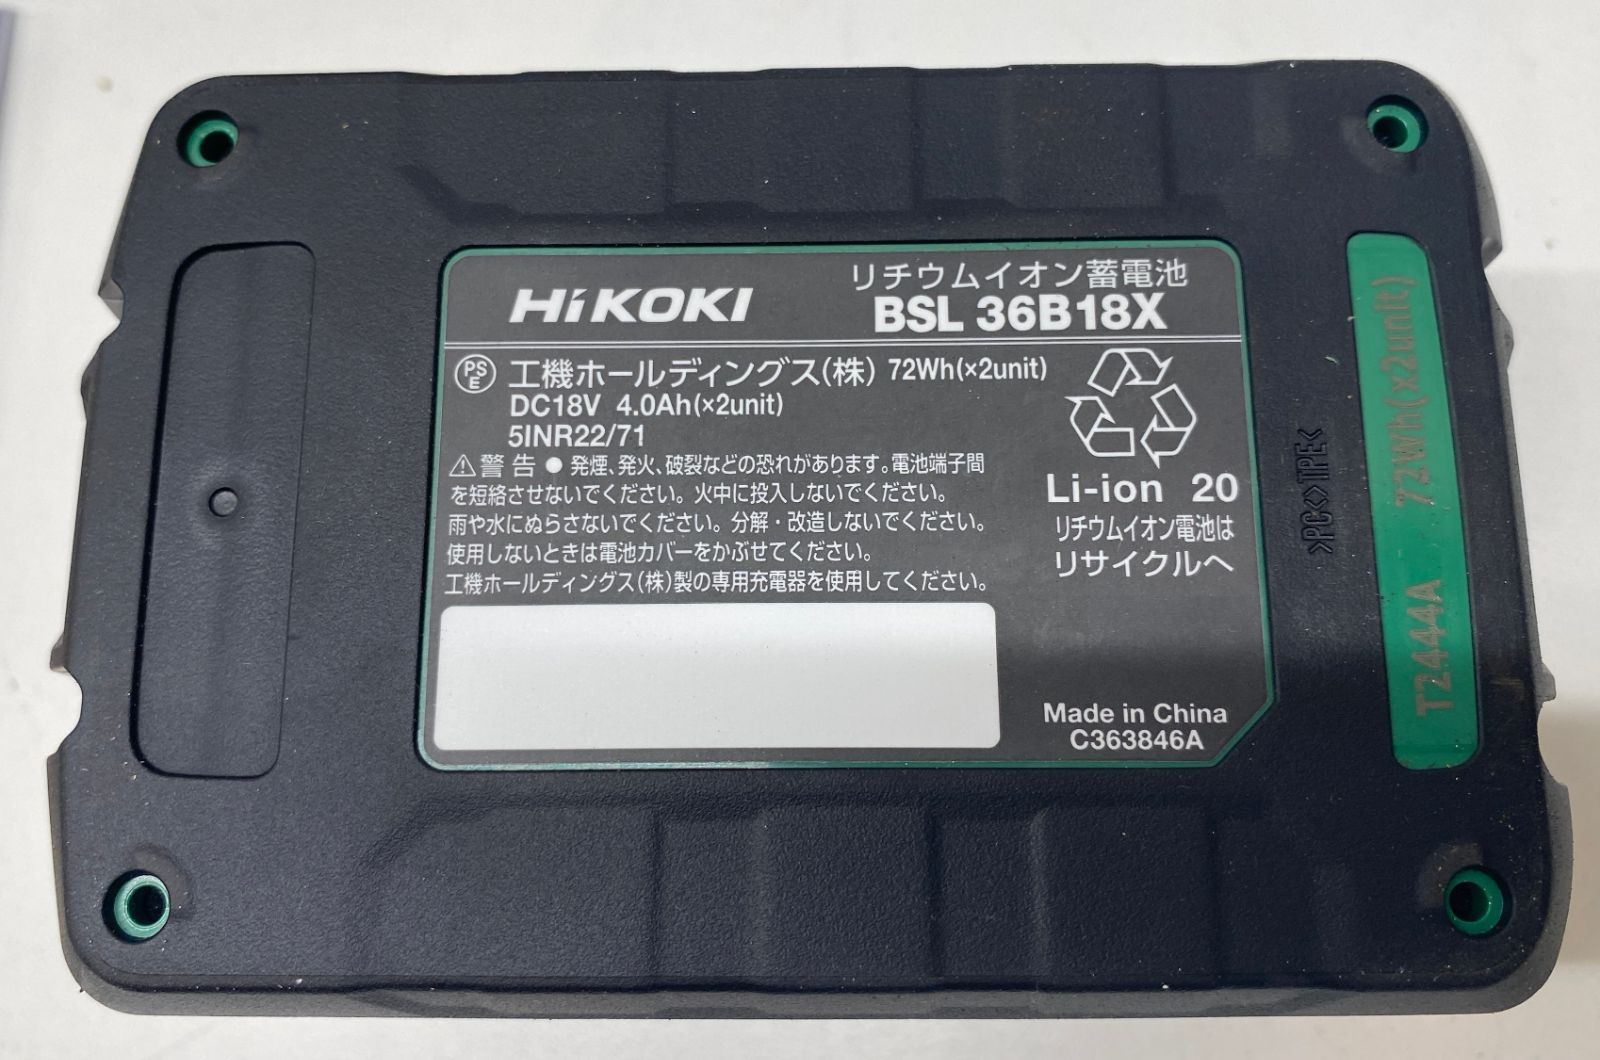 HiKOKI
リチウムイオン蓄電池
BSL 36B18X
PS
E
工機ホールディングス(株) 72Wh(×2unit)
DC18V 4.0Ah(×2unit)
5INR22/71
警告 ● 発煙、発火、破裂などの恐れがあります。電池端子間
を短絡させないでください。火中に投入しないでください。
雨や水にぬらさないでください。分解・改造しないでください。
使用しないときは電池カバーをかぶせてください。
工機ホールディングス(株)製の専用充電器を使用してください。
Li-ion 20
リチウムイオン電池は
リサイクルへ
Made in China
C363846A
>PC<>TPE<
T2444A 72Wh(x2unit)